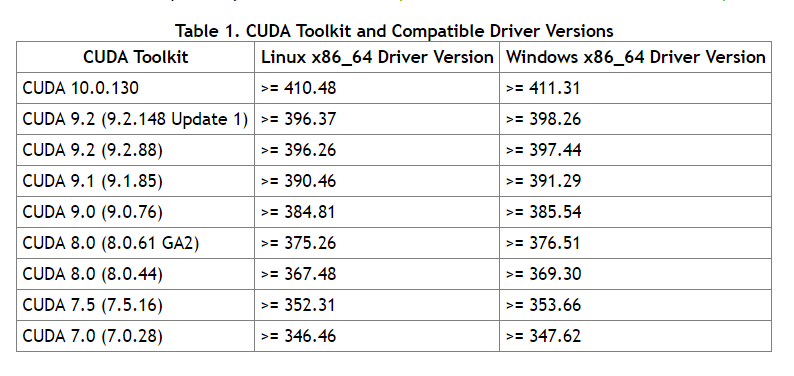 Table 1. CUDA Toolkit and Compatible Driver Versions
CUDA Toolkit Linux x86_64 Driver Version Windows x86_64 Driver Version
CUDA 10.0.130 >= 410.48 >= 411.31
CUDA 9.2 (9.2.148 Update 1) >= 396.37 >= 398.26
CUDA 9.2 (9.2.88) >= 396.26 >= 397.44
CUDA 9.1 (9.1.85) >= 390.46 >= 391.29
CUDA 9.0 (9.0.76) >= 384.81 >= 385.54
CUDA 8.0 (8.0.61 GA2) >= 375.26 >= 376.51
CUDA 8.0 (8.0.44) >= 367.48 >= 369.30
CUDA 7.5 (7.5.16) >= 352.31 >= 353.66
CUDA 7.0 (7.0.28) >= 346.46 >= 347.62